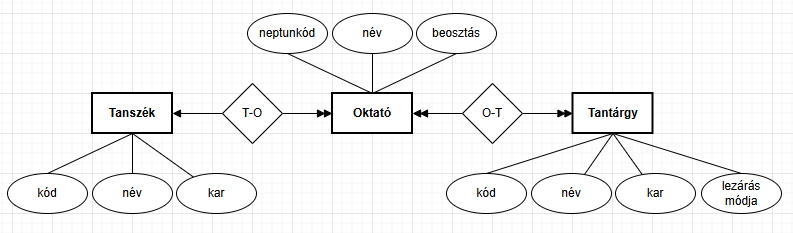 neptunkód
név
beosztás
Tanszék
T-O
Oktató
O-T
Tantárgy
kód
név
kar
kód
név
kar
lezárás
módja